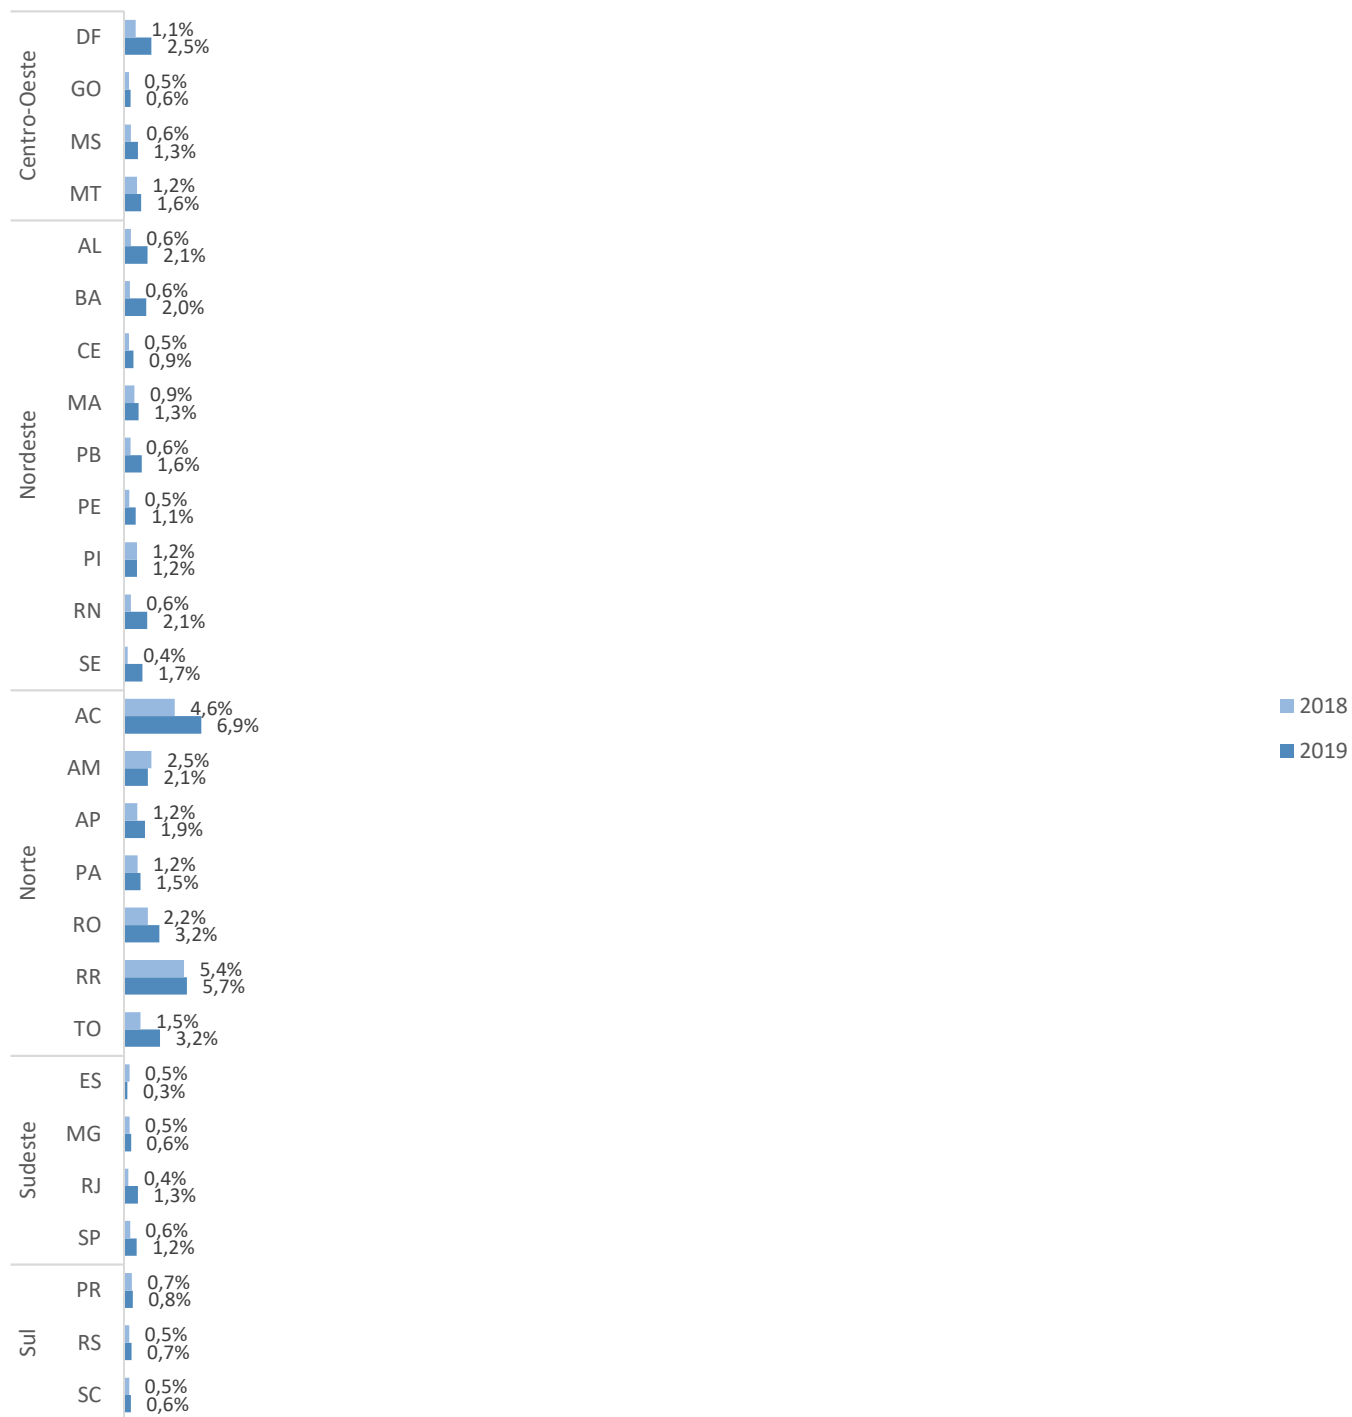 Centro-Oeste
DF
1,1%
2,5%
GO
0,5%
0,6%
MS
0,6%
1,3%
MT
1,2%
1,6%
Nordeste
AL
0,6%
2,1%
BA
0,6%
2,0%
CE
0,5%
0,9%
MA
0,9%
1,3%
PB
0,6%
1,6%
PE
0,5%
1,1%
PI
1,2%
1,2%
RN
0,6%
2,1%
SE
0,4%
1,7%
Norte
AC
4,6%
6,9%
AM
2,5%
2,1%
AP
1,2%
1,9%
PA
1,2%
1,5%
RO
2,2%
3,2%
RR
5,4%
5,7%
TO
1,5%
3,2%
Sudeste
ES
0,5%
0,3%
MG
0,5%
0,6%
RJ
0,4%
1,3%
SP
0,6%
1,2%
Sul
PR
0,7%
0,8%
RS
0,5%
0,7%
SC
0,5%
0,6%
2018
2019